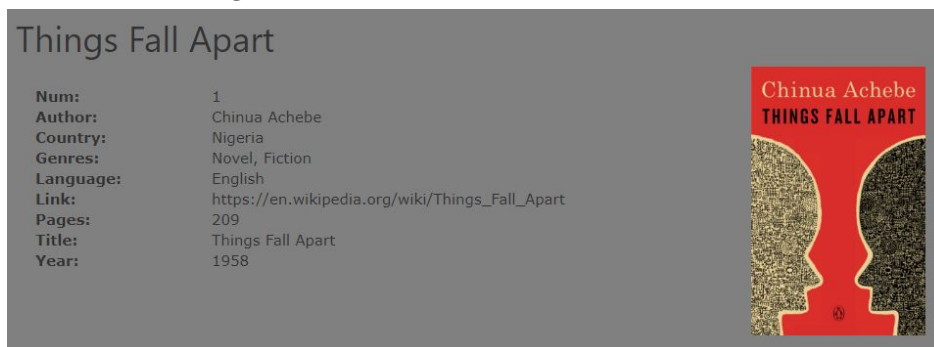 Things Fall Apart
Num: 1
Author: Chinua Achebe
Country: Nigeria
Genres: Novel, Fiction
Language: English
Link: https://en.wikipedia.org/wiki/Things_Fall_Apart
Pages: 209
Title: Things Fall Apart
Year: 1958
Chinua Achebe
THINGS FALL APART